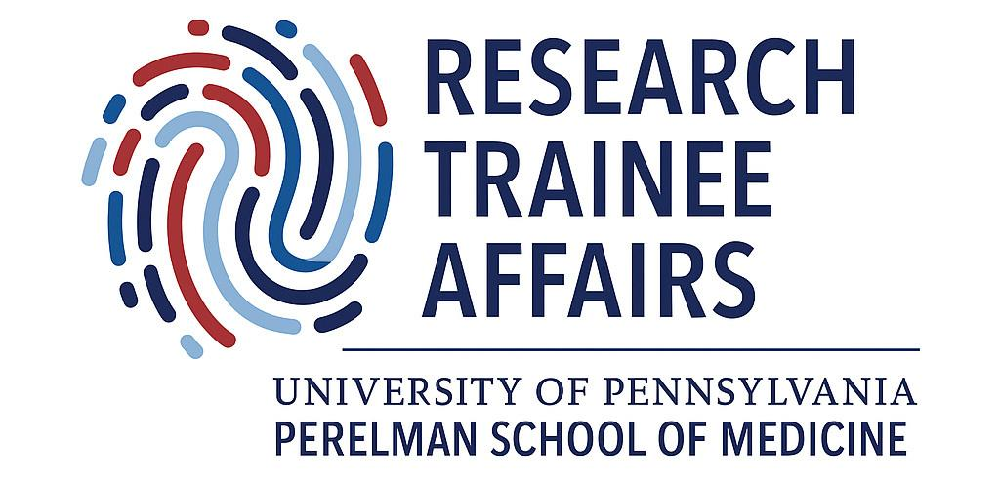 RESEARCH
TRAINEE
AFFAIRS
UNIVERSITY OF PENNSYLVANIA
PERELMAN SCHOOL OF MEDICINE